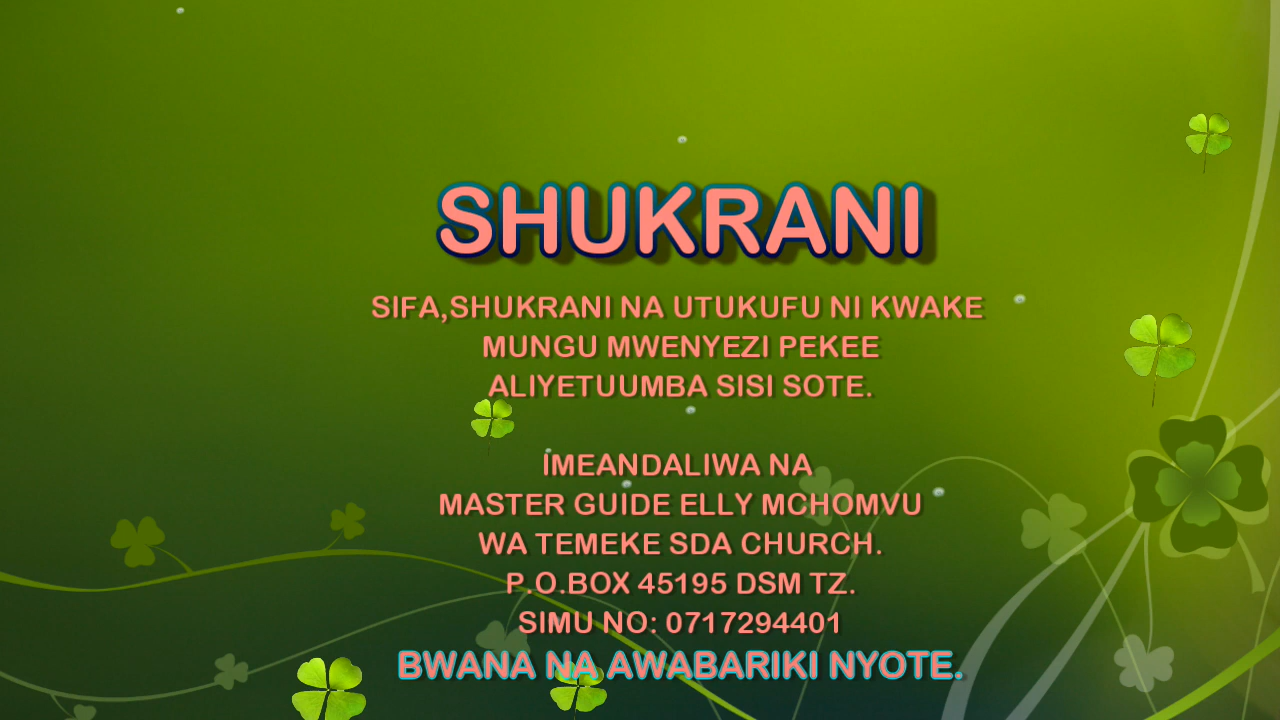 SHUKRANI
SIFA,SHUKRANI NA UTUKUFU NI KWAKE
MUNGU MWENYEZI PEKEE
ALIYETUUMBA SISI SOTE.
IMEANDALIWA NA
MASTER GUIDE ELLY MCHOMVU
WA TEMEKE SDA CHURCH.
P.O.BOX 45195 DSM TZ.
SIMU NO: 0717294401
BWANA NA AWABARIKI NYOTE.